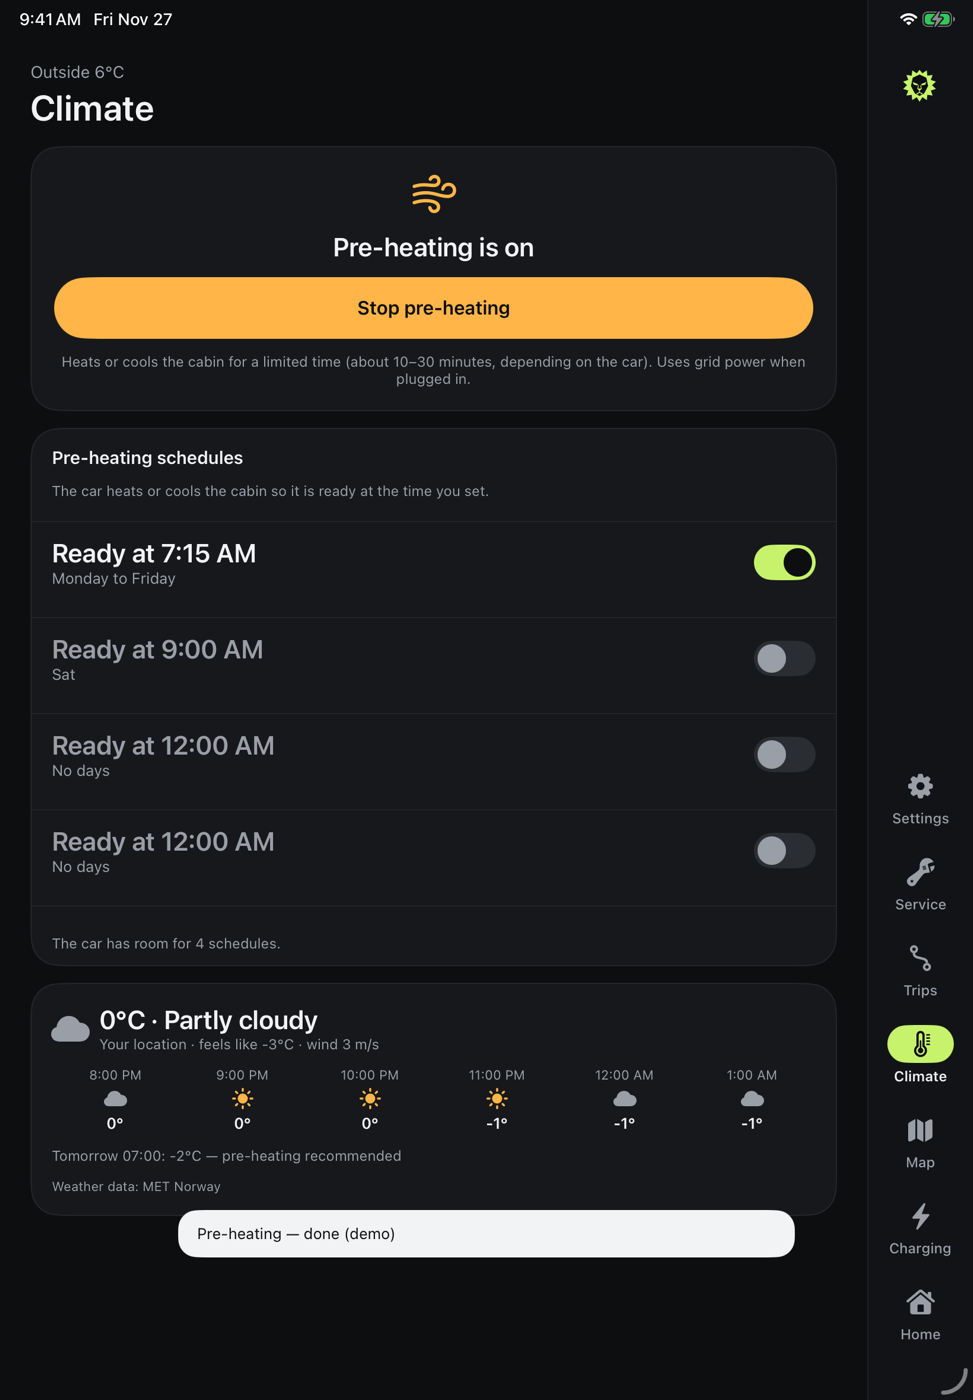 9:41 AM Fri Nov 27
Outside 6°C
Climate
Pre-heating is on
Stop pre-heating
Heats or cools the cabin for a limited time (about 10–30 minutes, depending on the car). Uses grid power when
plugged in.
Pre-heating schedules
The car heats or cools the cabin so it is ready at the time you set.
Ready at 7:15 AM
Monday to Friday
Ready at 9:00 AM
Sat
Ready at 12:00 AM
No days
Ready at 12:00 AM
No days
The car has room for 4 schedules.
0°C · Partly cloudy
Your location · feels like -3°C · wind 3 m/s
8:00 PM 9:00 PM 10:00 PM 11:00 PM 12:00 AM 1:00 AM
0° 0° 0° -1° -1° -1°
Tomorrow 07:00: -2°C — pre-heating recommended
Weather data: MET Norway
Pre-heating — done (demo)
Settings
Service
Trips
Climate
Map
Charging
Home